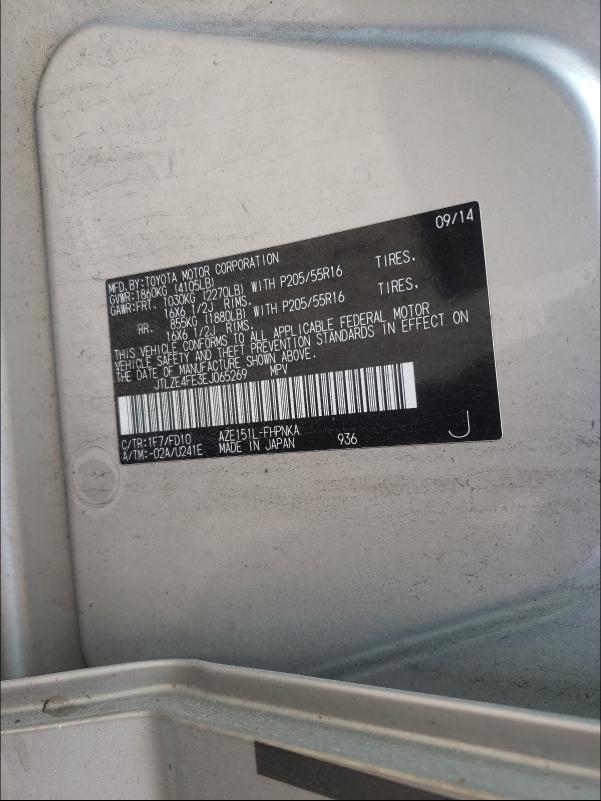 09/14
MFD.BY:TOYOTA MOTOR CORPORATION
GVWR:1860KG (4105LB)
GAWR:FRT. 1030KG (2270LB) WITH P205/55R16 TIRES,
16X6 1/2J RIMS,
RR. 855KG (1880LB) WITH P205/55R16 TIRES,
16X6 1/2J RIMS.
THIS VEHICLE CONFORMS TO ALL APPLICABLE FEDERAL MOTOR
VEHICLE SAFETY AND THEFT PREVENTION STANDARDS IN EFFECT ON
THE DATE OF MANUFACTURE SHOWN ABOVE.
JTLZE4FE3EJ065269 MPV
C/TR:1F7/FD10 AZE151L-FHPNKA
A/TM:-02A/U241E MADE IN JAPAN 936
J